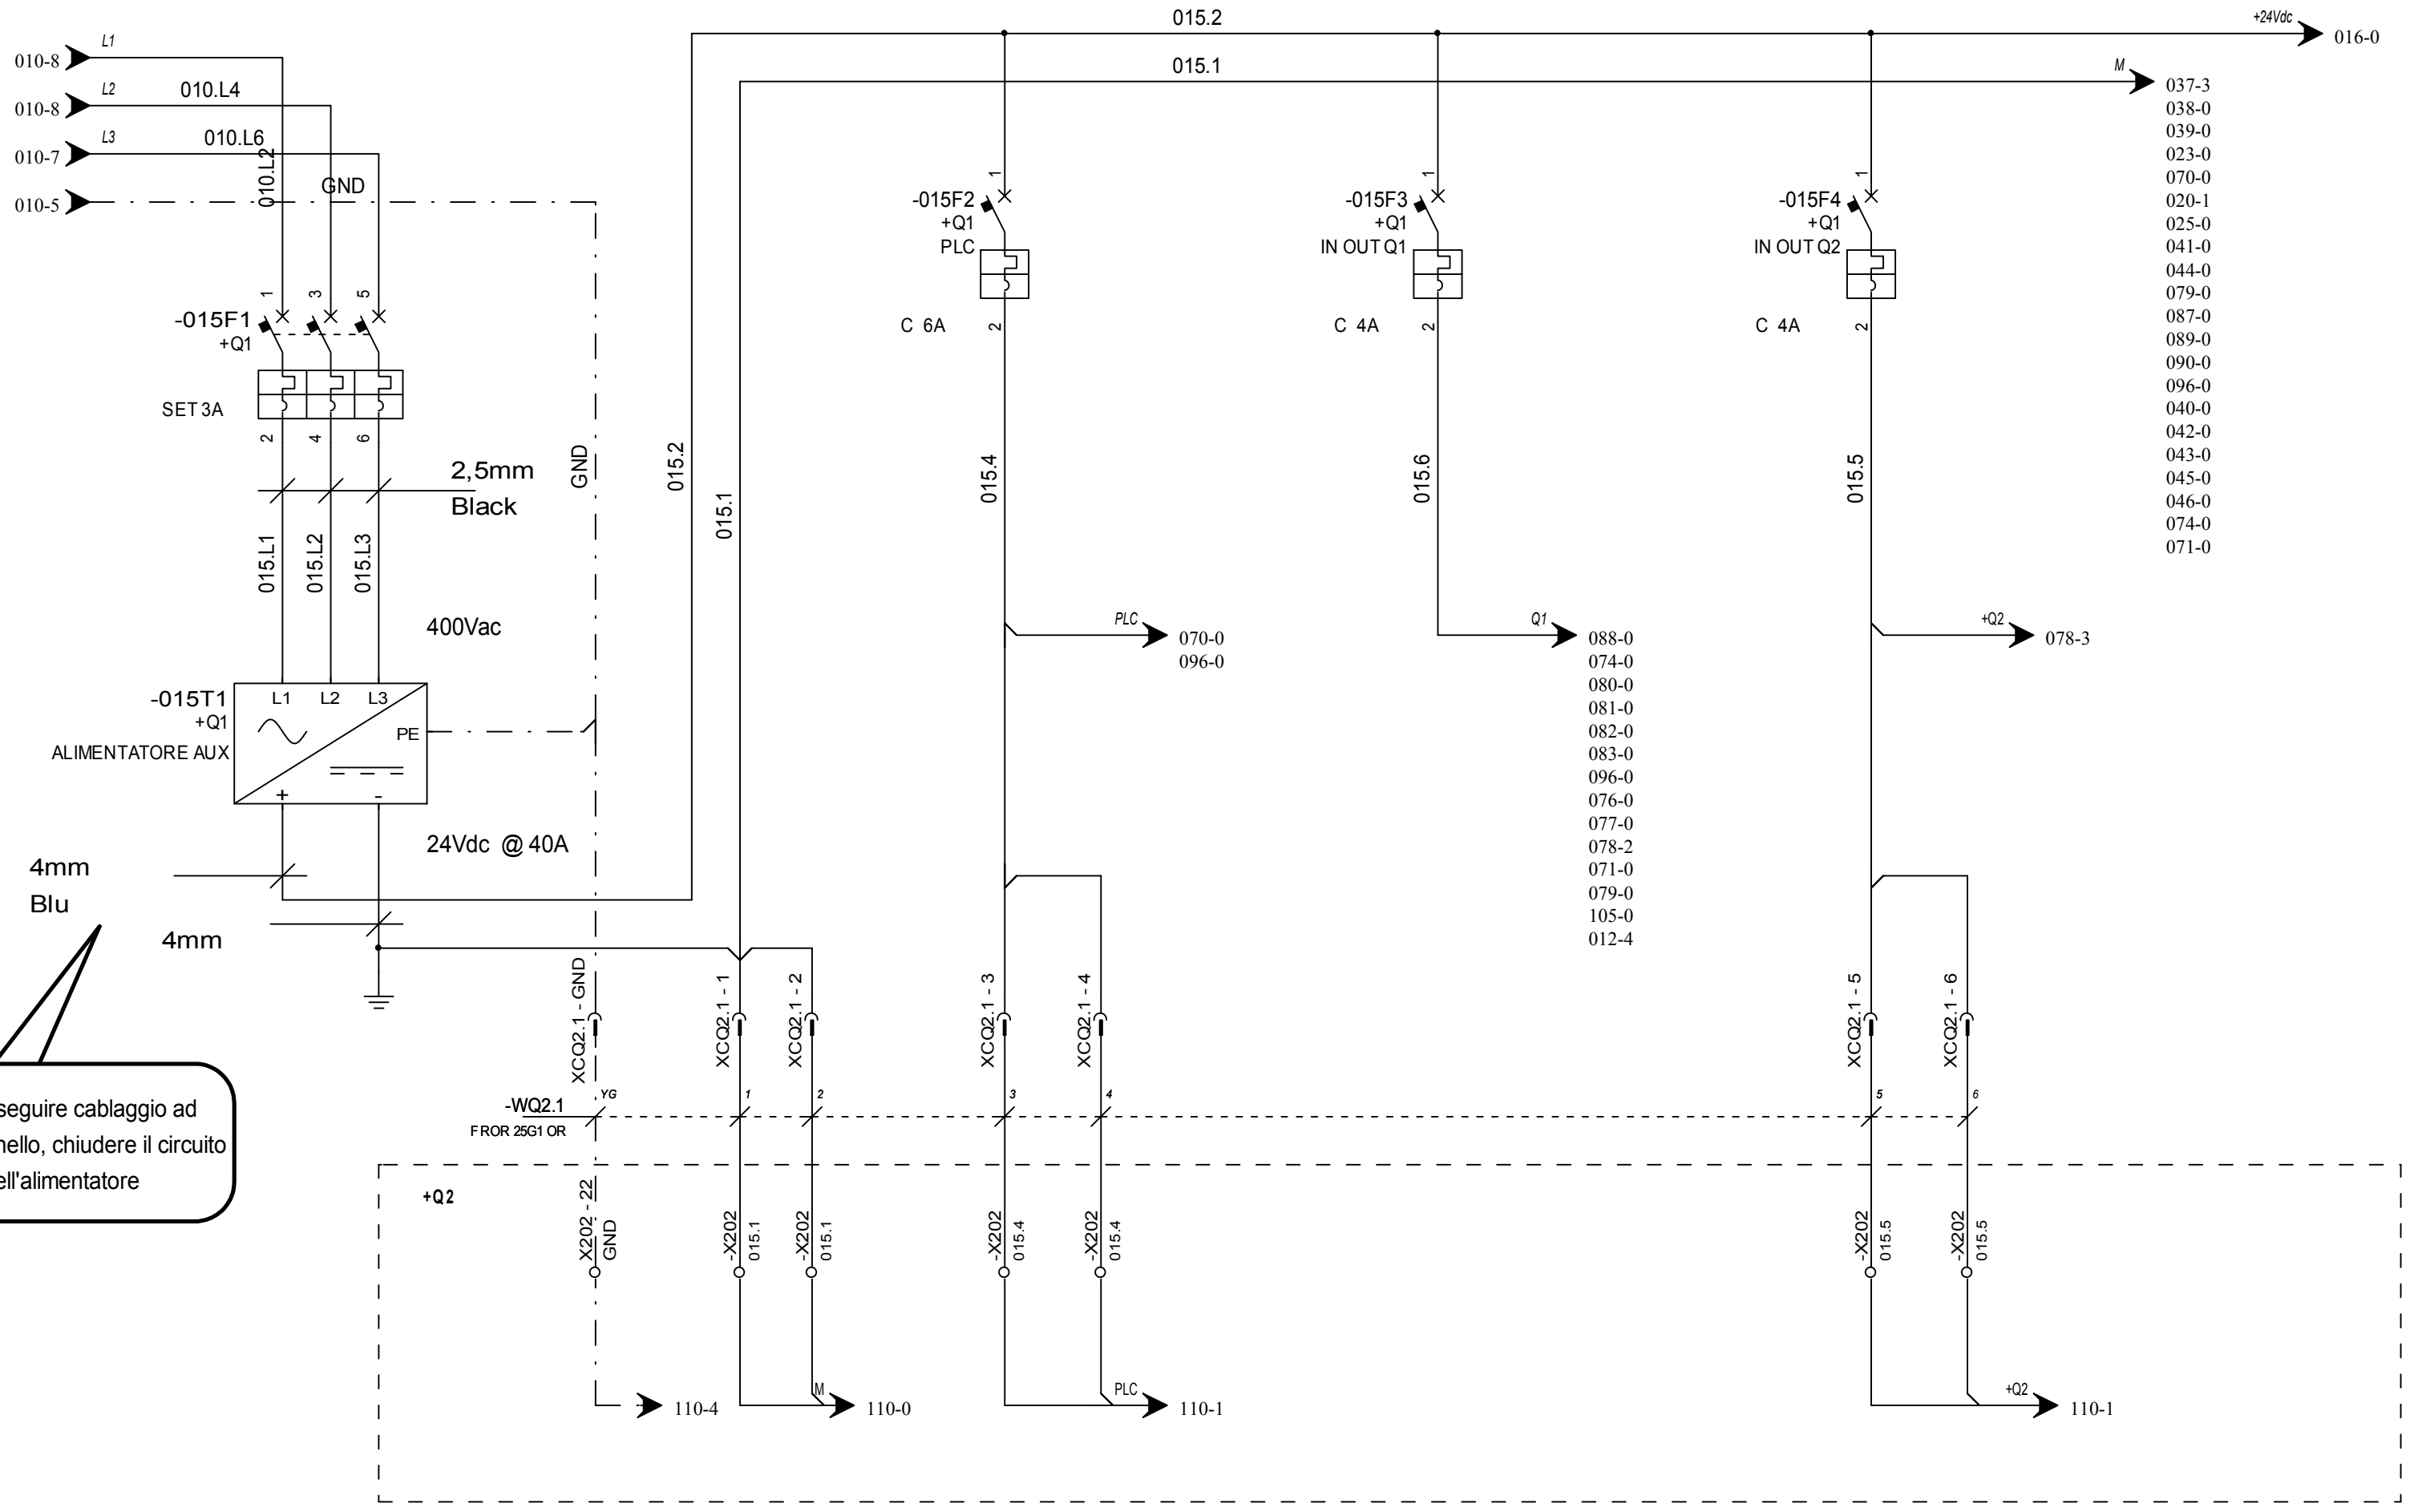 015.2
+24Vdc
016-0
L1
010-8
015.1
M
037-3
038-0
039-0
023-0
070-0
020-1
025-0
041-0
044-0
079-0
087-0
089-0
090-0
096-0
040-0
042-0
043-0
045-0
046-0
074-0
071-0
L2
010.L4
010-8
L3
010.L6
010-7
010.L2
GND
010-5
1
3
5
-015F1
+Q1
SET 3A
2
4
6
2,5mm
Black
GND
015.L1
015.L2
015.L3
400Vac
-015T1
+Q1
ALIMENTATORE AUX
L1
L2
L3
PE
+
-
24Vdc @ 40A
4mm
Blu
4mm
015.2
015.1
1
-015F2
+Q1
PLC
C 6A
2
015.4
PLC
070-0
096-0
1
-015F3
+Q1
IN OUT Q1
C 4A
2
015.6
Q1
088-0
074-0
080-0
081-0
082-0
083-0
096-0
076-0
077-0
078-2
071-0
079-0
105-0
012-4
1
-015F4
+Q1
IN OUT Q2
C 4A
2
015.5
+Q2
078-3
XCQ2.1 - GND
XCQ2.1 - 1
XCQ2.1 - 2
XCQ2.1 - 3
XCQ2.1 - 4
XCQ2.1 - 5
XCQ2.1 - 6
seguire cablaggio ad
nello, chiudere il circuito
ell'alimentatore
-WQ2.1
FROR 25G1 OR
YG
1
2
3
4
5
6
+Q2
X202 - 22
GND
-X202
015.1
-X202
015.1
-X202
015.4
-X202
015.4
-X202
015.5
-X202
015.5
110-4
M
110-0
PLC
110-1
+Q2
110-1